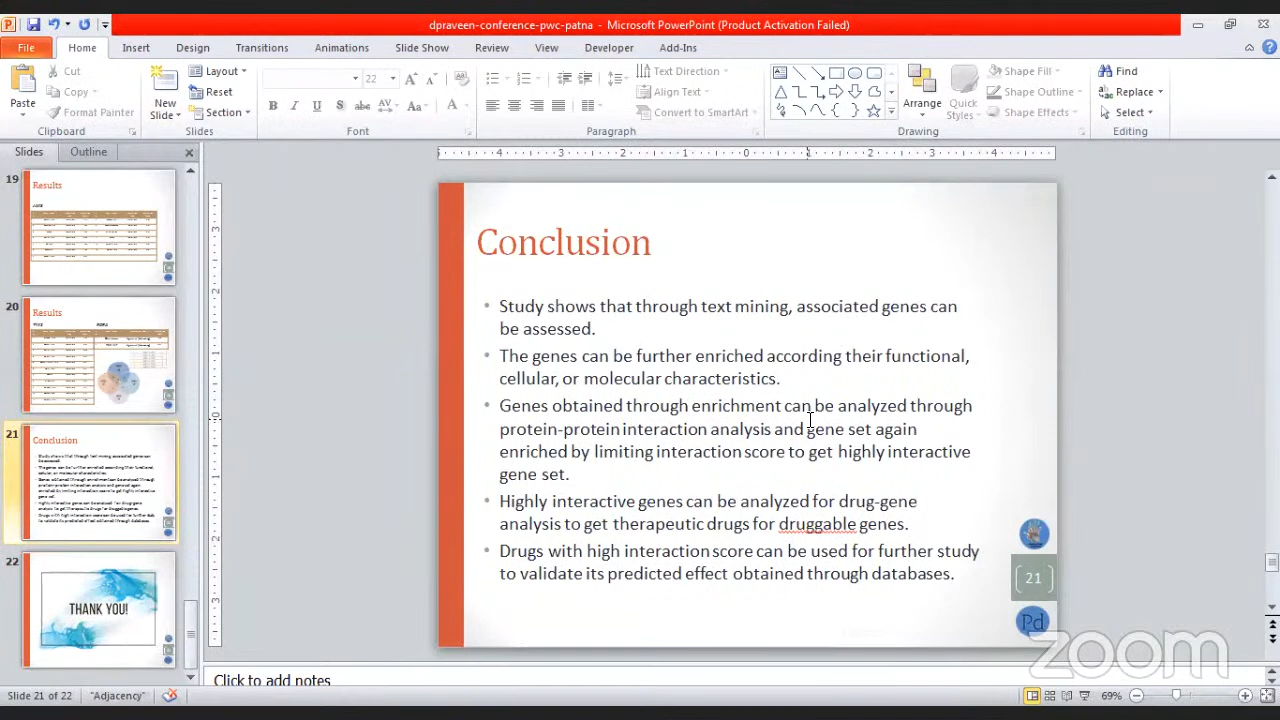 dpraveen-conference-pwc-patna - Microsoft PowerPoint (Product Activation Failed)
File Home Insert Design Transitions Animations Slide Show Review View Developer Add-Ins
Paste
Cut
Copy
Format Painter
Clipboard
New Slide
Layout
Reset
Section
Slides
22
Font
Text Direction
Align Text
Convert to SmartArt
Paragraph
Arrange
Quick Styles
Shape Fill
Shape Outline
Shape Effects
Drawing
Find
Replace
Select
Editing
Slides Outline
19
Results
20
Results
21
Conclusion
22
THANK YOU!
Conclusion
• Study shows that through text mining, associated genes can
be assessed.
• The genes can be further enriched according their functional,
cellular, or molecular characteristics.
• Genes obtained through enrichment can be analyzed through
protein-protein interaction analysis and gene set again
enriched by limiting interaction score to get highly interactive
gene set.
• Highly interactive genes can be analyzed for drug-gene
analysis to get therapeutic drugs for druggable genes.
• Drugs with high interaction score can be used for further study
to validate its predicted effect obtained through databases.
21
Pd
zoom
Click to add notes
Slide 21 of 22 "Adjacency" 69%